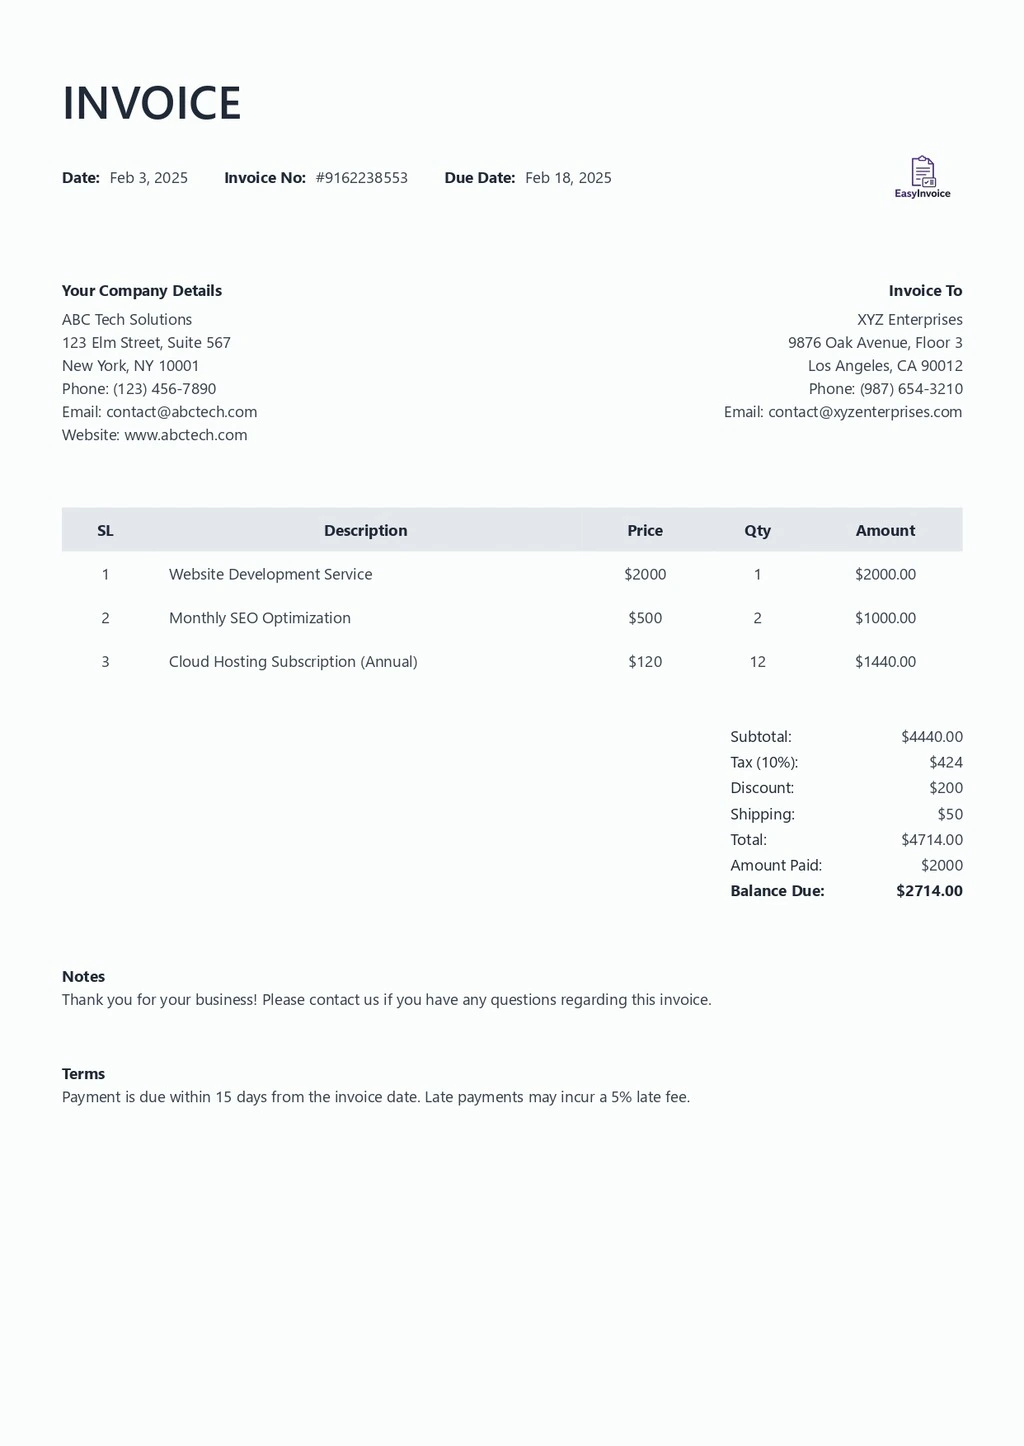 INVOICE
Date: Feb 3, 2025 Invoice No: #9162238553 Due Date: Feb 18, 2025
EasyInvoice
Your Company Details
ABC Tech Solutions
123 Elm Street, Suite 567
New York, NY 10001
Phone: (123) 456-7890
Email: contact@abctech.com
Website: www.abctech.com
Invoice To
XYZ Enterprises
9876 Oak Avenue, Floor 3
Los Angeles, CA 90012
Phone: (987) 654-3210
Email: contact@xyzenterprises.com
SL Description Price Qty Amount
1 Website Development Service $2000 1 $2000.00
2 Monthly SEO Optimization $500 2 $1000.00
3 Cloud Hosting Subscription (Annual) $120 12 $1440.00
Subtotal: $4440.00
Tax (10%): $424
Discount: $200
Shipping: $50
Total: $4714.00
Amount Paid: $2000
Balance Due: $2714.00
Notes
Thank you for your business! Please contact us if you have any questions regarding this invoice.
Terms
Payment is due within 15 days from the invoice date. Late payments may incur a 5% late fee.